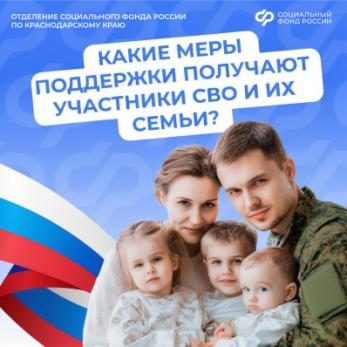 ОТДЕЛЕНИЕ СОЦИАЛЬНОГО ФОНДА РОССИИ
ПО КРАСНОДАРСКОМУ КРАЮ
СОЦИАЛЬНЫЙ
ФОНД РОССИИ
КАКИЕ МЕРЫ
ПОДДЕРЖКИ ПОЛУЧАЮТ
УЧАСТНИКИ СВО И ИХ
СЕМЬИ?